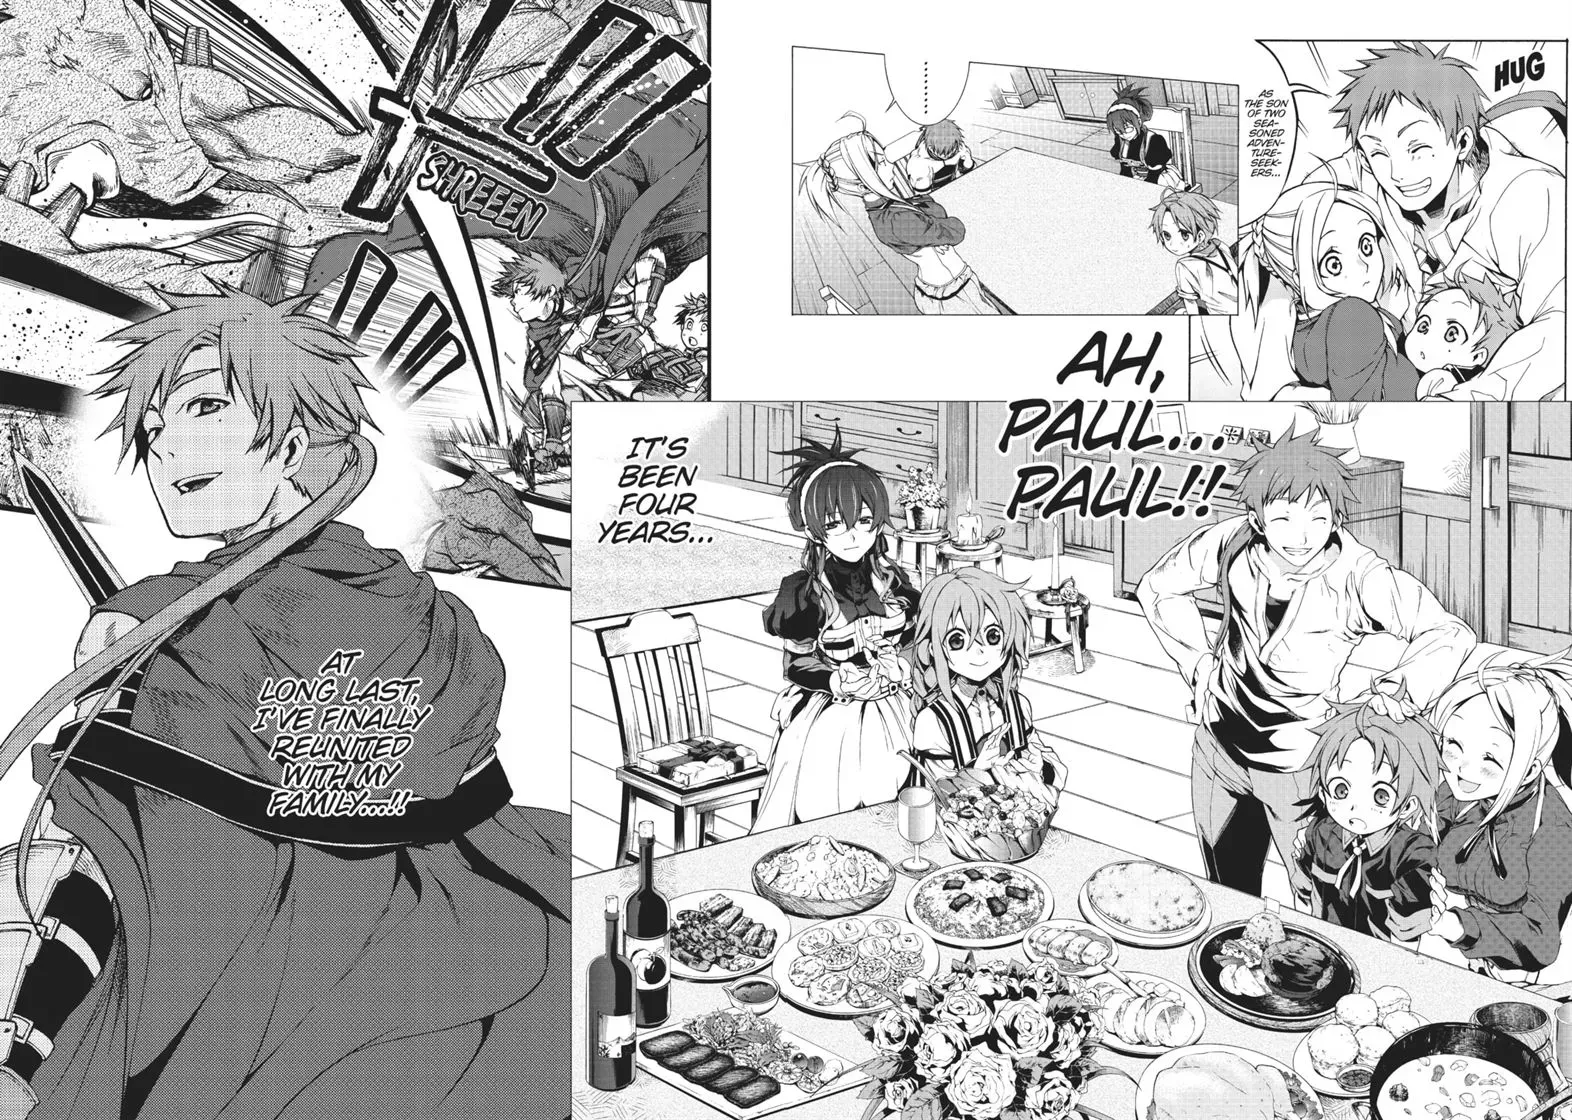 HUG
AS
THE SON
OF TWO
SEA-
SONED
ADVEN-
TURE-
SEEK-
ERS...
.......
AH,
PAUL...
PAUL!!
IT'S
BEEN
FOUR
YEARS...
SHREEEN
AT
LONG LAST,
I'VE FINALLY
REUNITED
WITH MY
FAMILY...!!